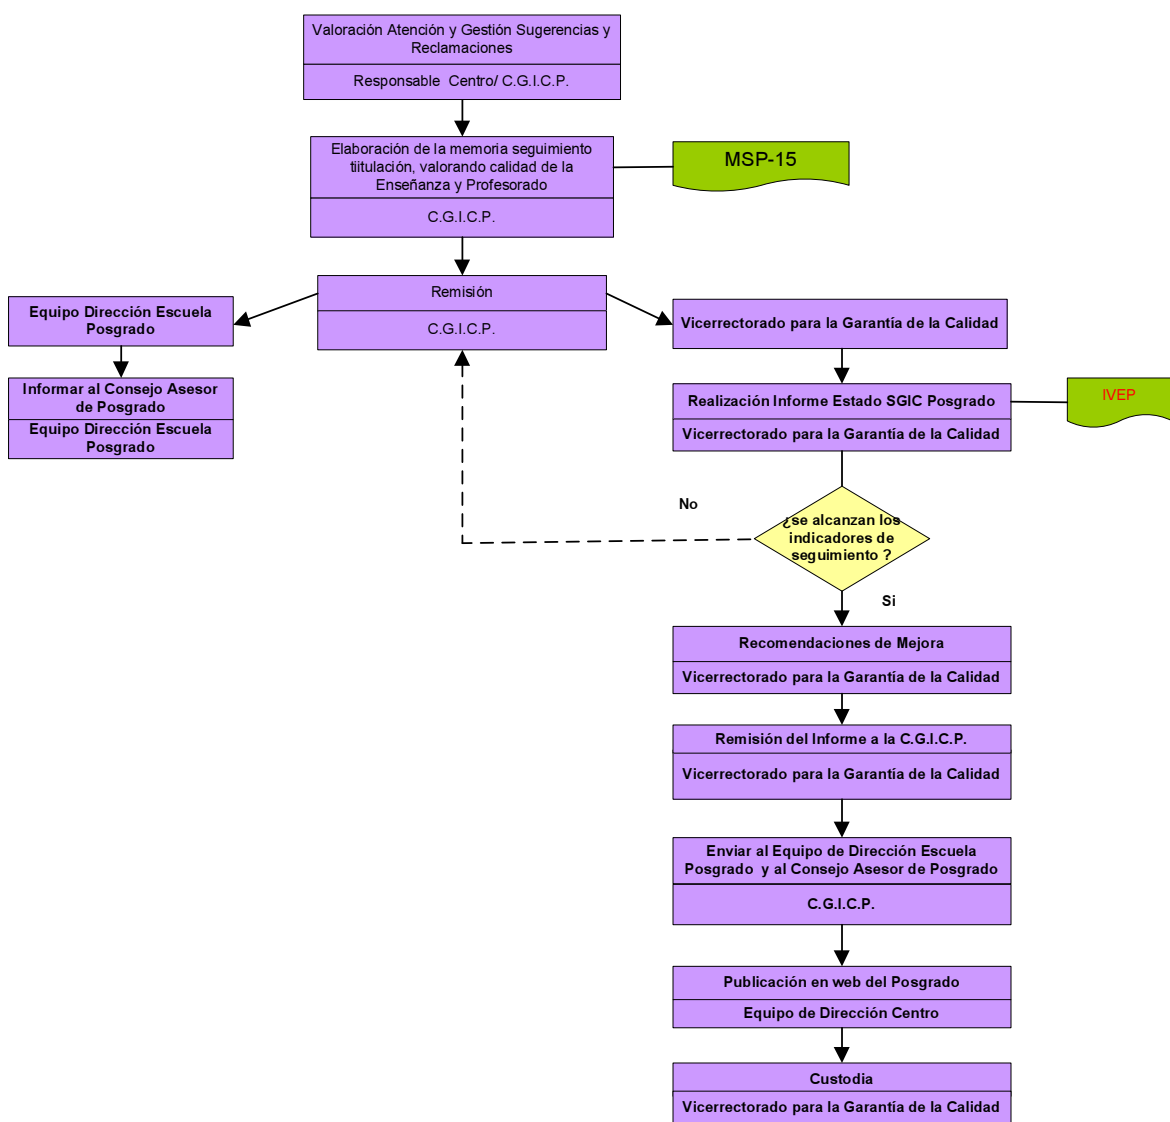 Valoración Atención y Gestión Sugerencias y
Reclamaciones
Responsable Centro/ C.G.I.C.P.
Elaboración de la memoria seguimiento
tiitulación, valorando calidad de la
Enseñanza y Profesorado
C.G.I.C.P.
MSP-15
Remisión
C.G.I.C.P.
Equipo Dirección Escuela
Posgrado
Informar al Consejo Asesor
de Posgrado
Equipo Dirección Escuela
Posgrado
Vicerrectorado para la Garantía de la Calidad
Realización Informe Estado SGIC Posgrado
Vicerrectorado para la Garantía de la Calidad
IVEP
No
¿se alcanzan los
indicadores de
seguimiento ?
Si
Recomendaciones de Mejora
Vicerrectorado para la Garantía de la Calidad
Remisión del Informe a la C.G.I.C.P.
Vicerrectorado para la Garantía de la Calidad
Enviar al Equipo de Dirección Escuela
Posgrado y al Consejo Asesor de Posgrado
C.G.I.C.P.
Publicación en web del Posgrado
Equipo de Dirección Centro
Custodia
Vicerrectorado para la Garantía de la Calidad